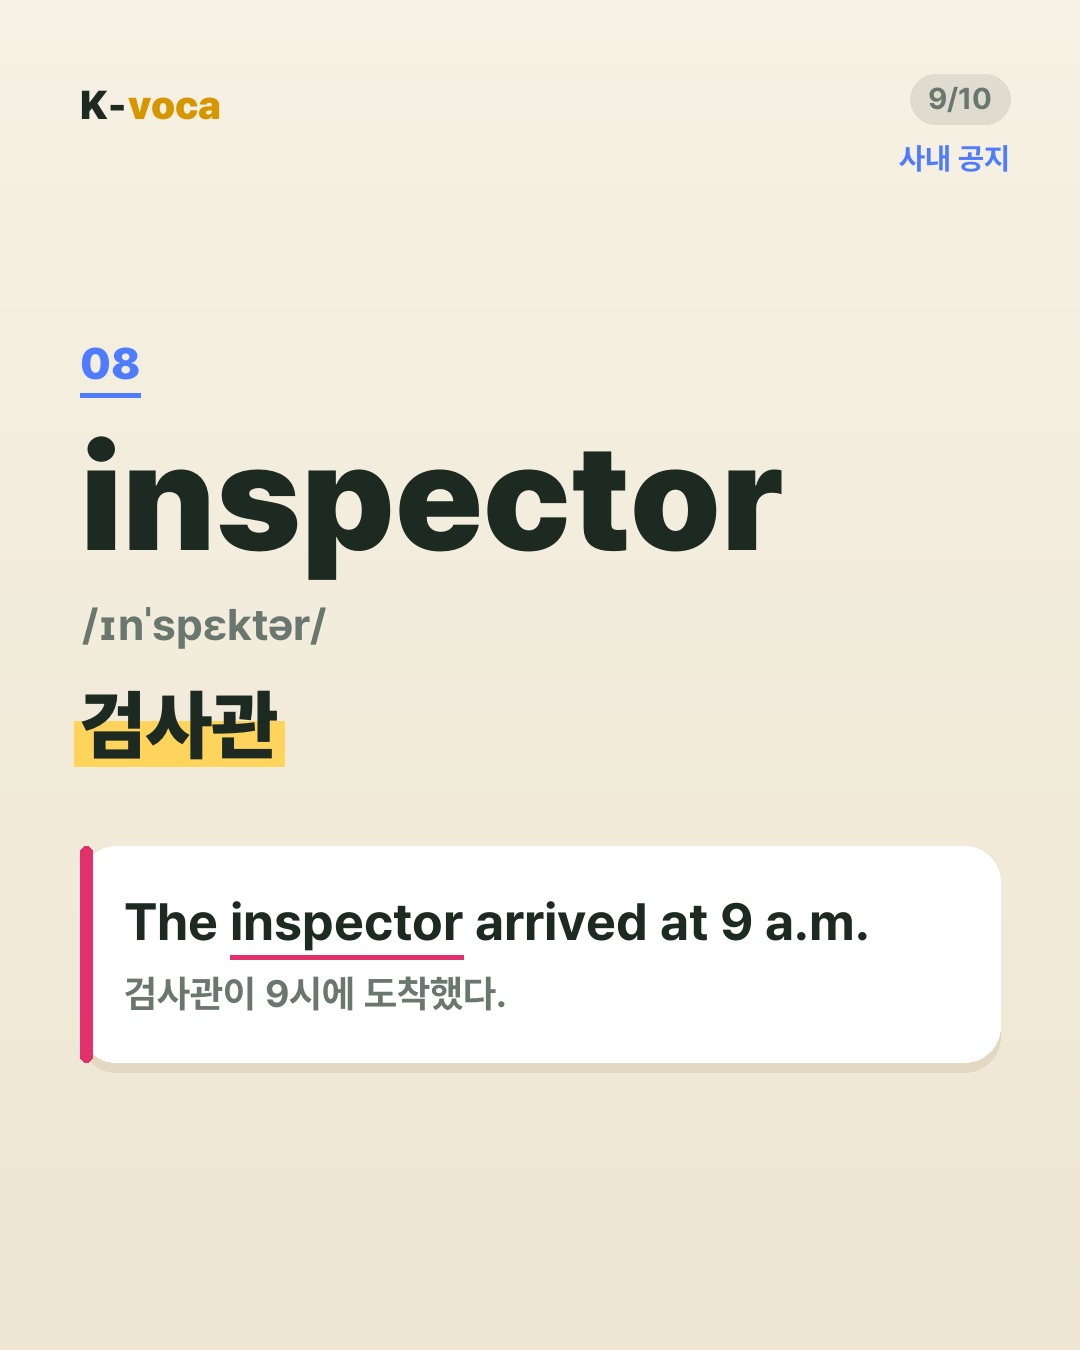 K-voca
9/10
사내 공지
08
inspector
/ɪnˈspɛktər/
검사관
The inspector arrived at 9 a.m.
검사관이 9시에 도착했다.